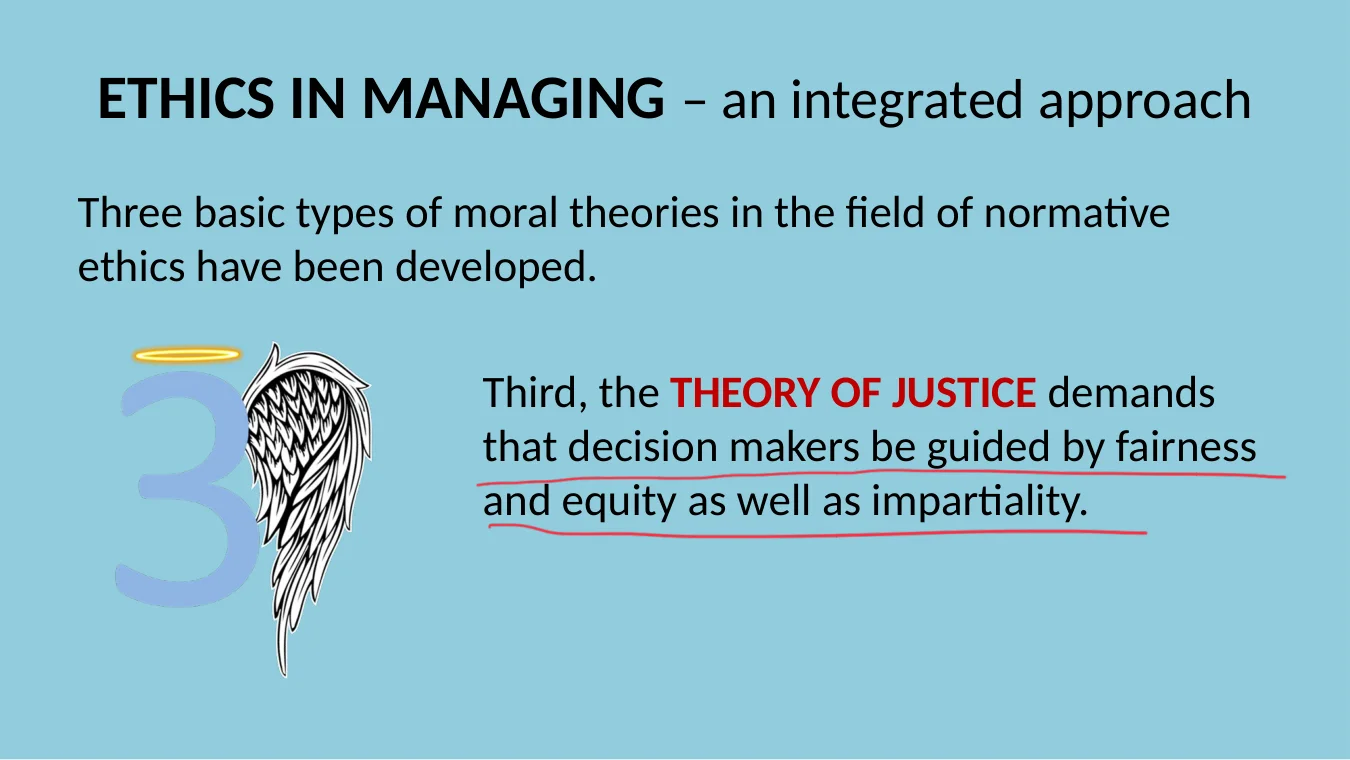 ETHICS IN MANAGING – an integrated approach
Three basic types of moral theories in the field of normative
ethics have been developed.
3
Third, the THEORY OF JUSTICE demands
that decision makers be guided by fairness
and equity as well as impartiality.